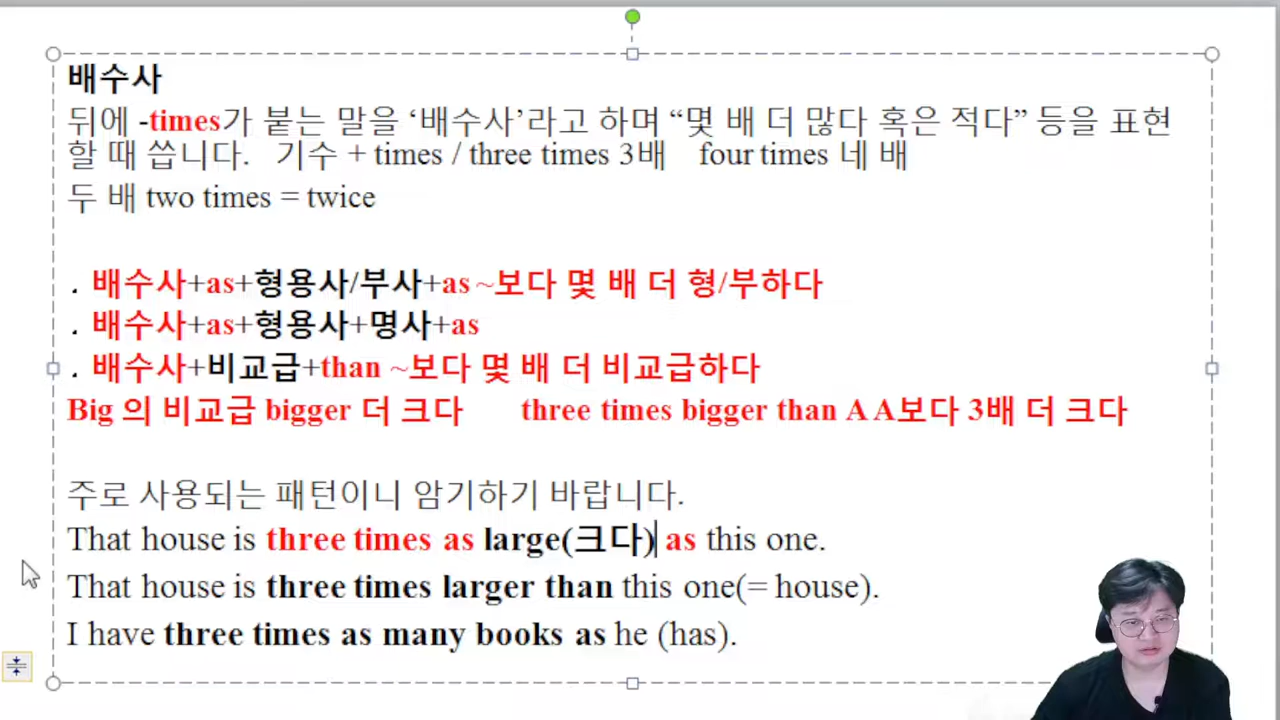 배수사
뒤에 -times가 붙는 말을 ‘배수사’라고 하며 “몇 배 더 많다 혹은 적다” 등을 표현
할 때 씁니다. 기수 + times / three times 3배 four times 네 배
두 배 two times = twice
. 배수사+as+형용사/부사+as ~보다 몇 배 더 형/부하다
. 배수사+as+형용사+명사+as
. 배수사+비교급+than ~보다 몇 배 더 비교급하다
Big 의 비교급 bigger 더 크다 three times bigger than A A보다 3배 더 크다
주로 사용되는 패턴이니 암기하기 바랍니다.
That house is three times as large(크다) as this one.
That house is three times larger than this one(= house).
I have three times as many books as he (has).